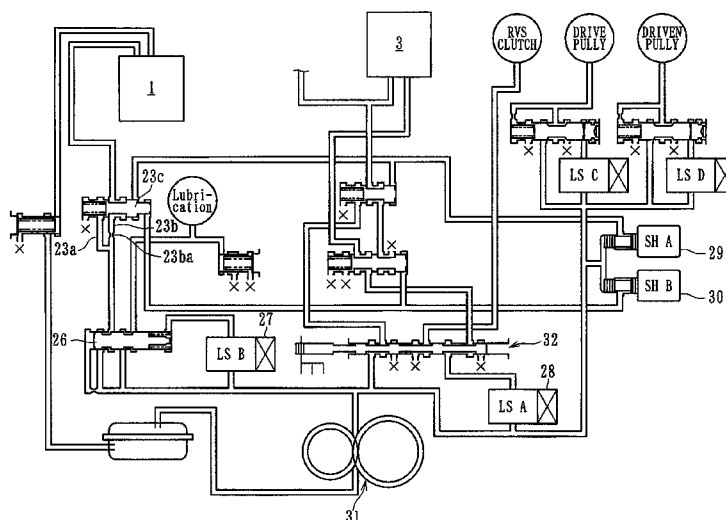 RVS
CLUTCH
DRIVE
PULLY
DRIVEN
PULLY
1
3
LS C
LS D
23c
Lubri-
cation
23b
23a
23ba
SH A
29
SH B
30
26
27
LS B
32
28
LS A
31